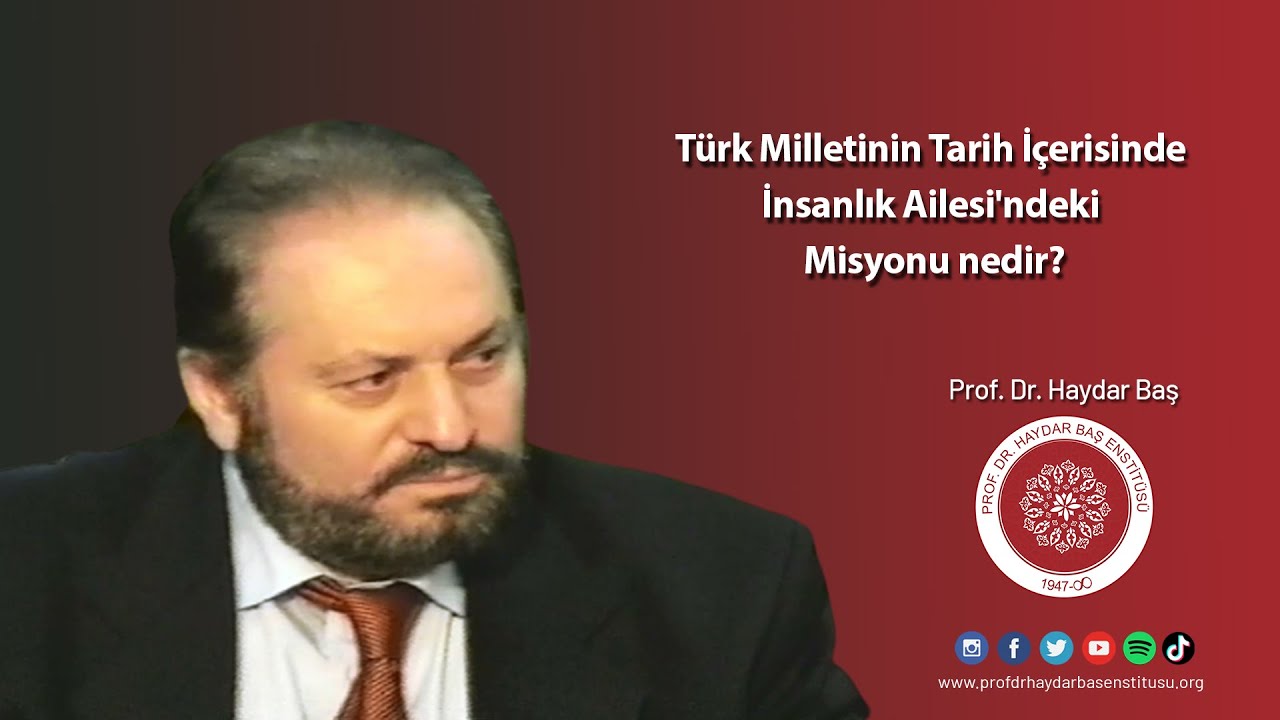 Türk Milletinin Tarih İçerisinde
İnsanlık Ailesi'ndeki
Misyonu nedir?
Prof. Dr. Haydar Baş
PROF. DR. HAYDAR BAŞ ENSTİTÜSÜ
1947-∞
www.profdrhaydarbasenstitusu.org